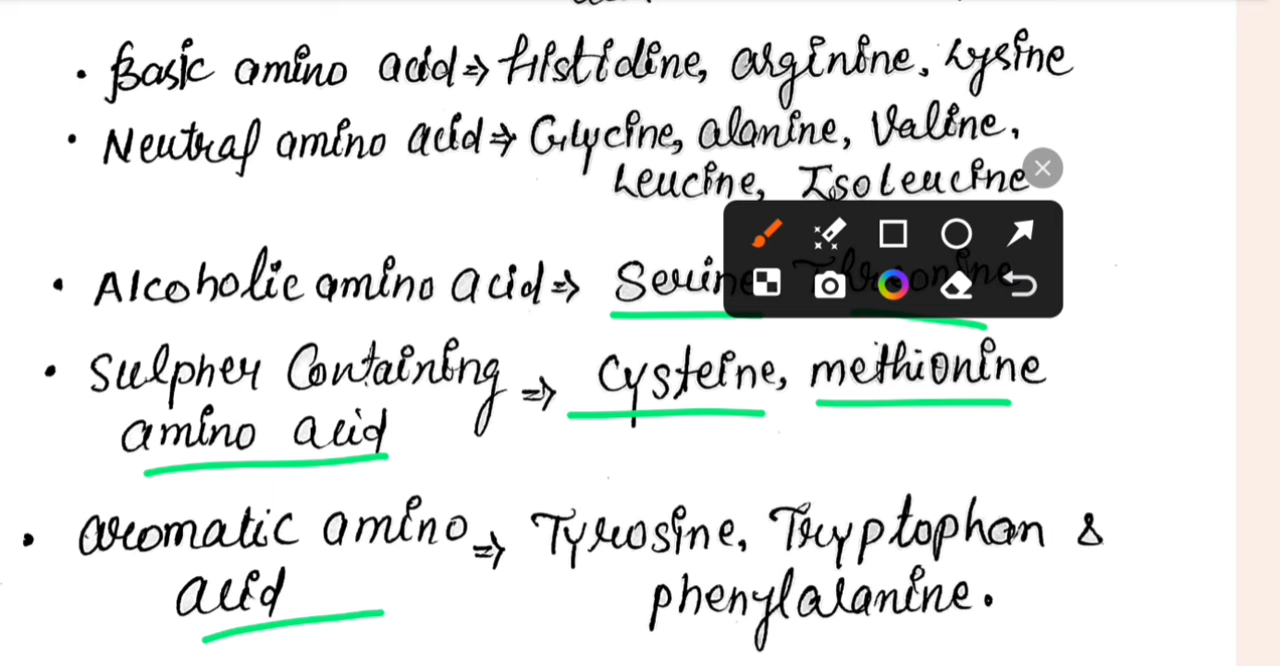 • Basic amino acid ⇒ Histidine, arginine, Lysine
• Neutral amino acid ⇒ Glycine, alanine, Valine,
Leucine, Isoleucine
• Alcoholic amino acid ⇒ Serine Threonine
• Sulpher Containing ⇒ Cysteine, methionine
amino acid
• aromatic amino ⇒ Tyrosine, Tryptophan &
acid phenylalanine.